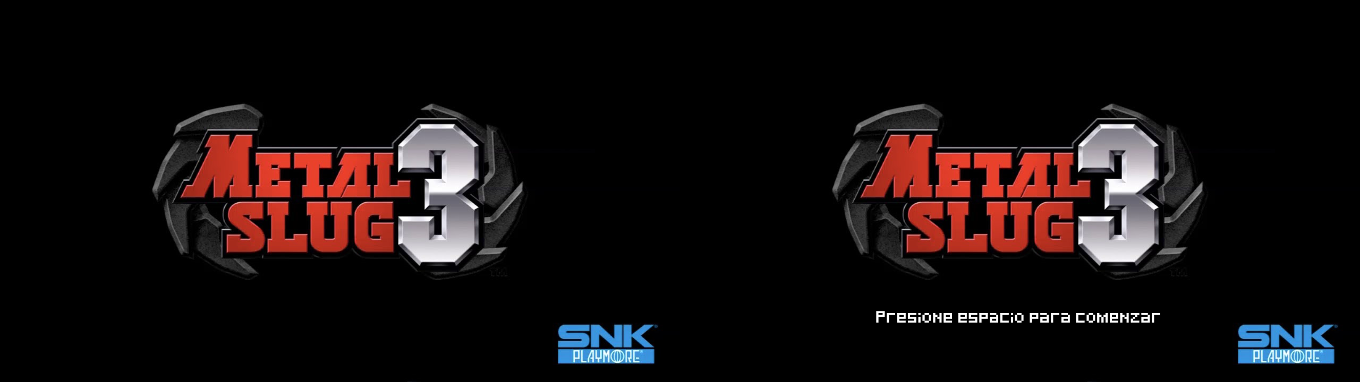 METAL
SLUG 3
SNK
PLAYMORE
METAL
SLUG 3
Presione espacio para comenzar
SNK
PLAYMORE